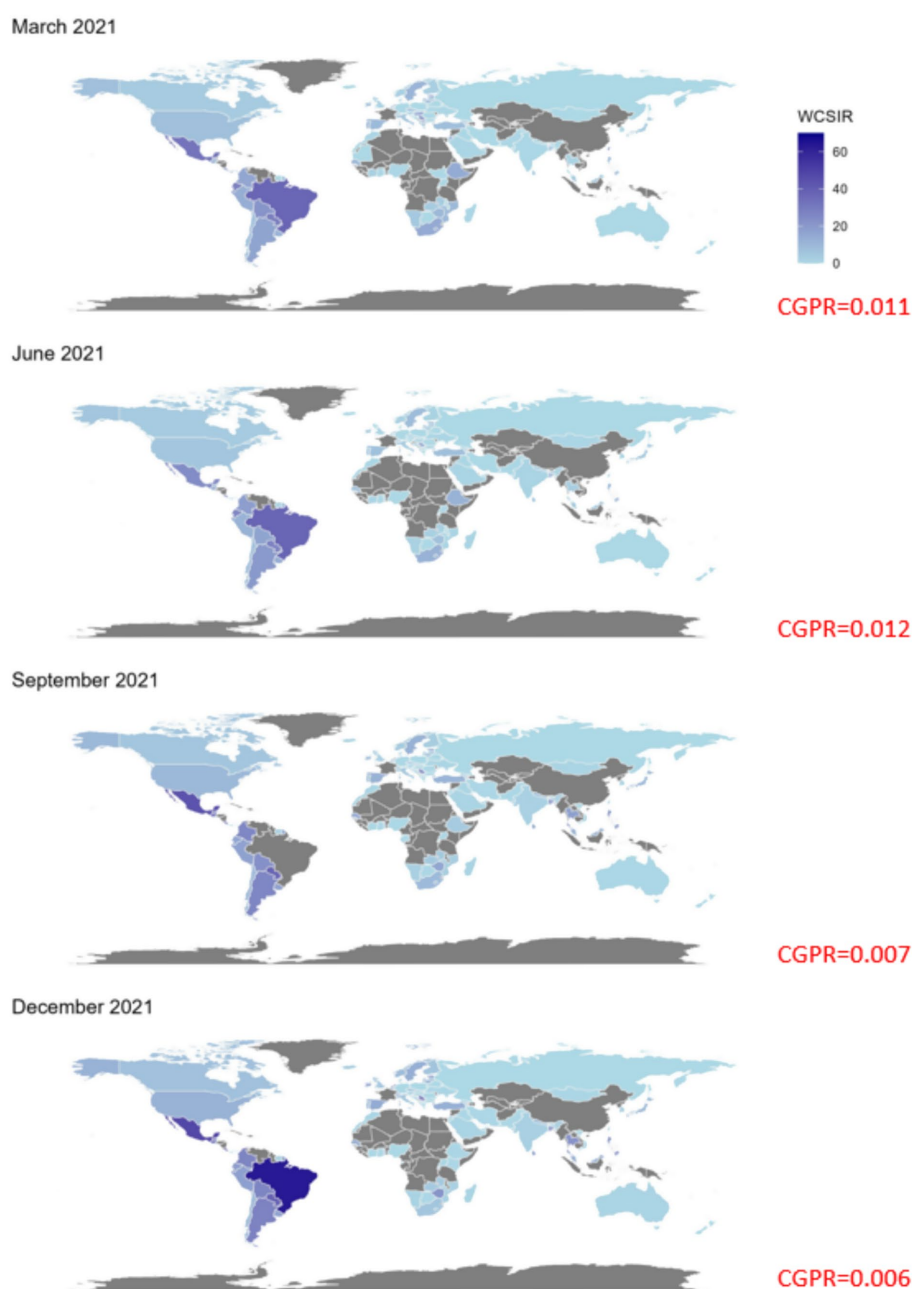 March 2021
WCSIR
60
40
20
0
CGPR=0.011
June 2021
CGPR=0.012
September 2021
CGPR=0.007
December 2021
CGPR=0.006